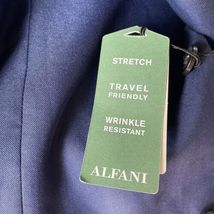 STRETCH
TRAVEL
FRIENDLY
WRINKLE
RESISTANT
ALFANI